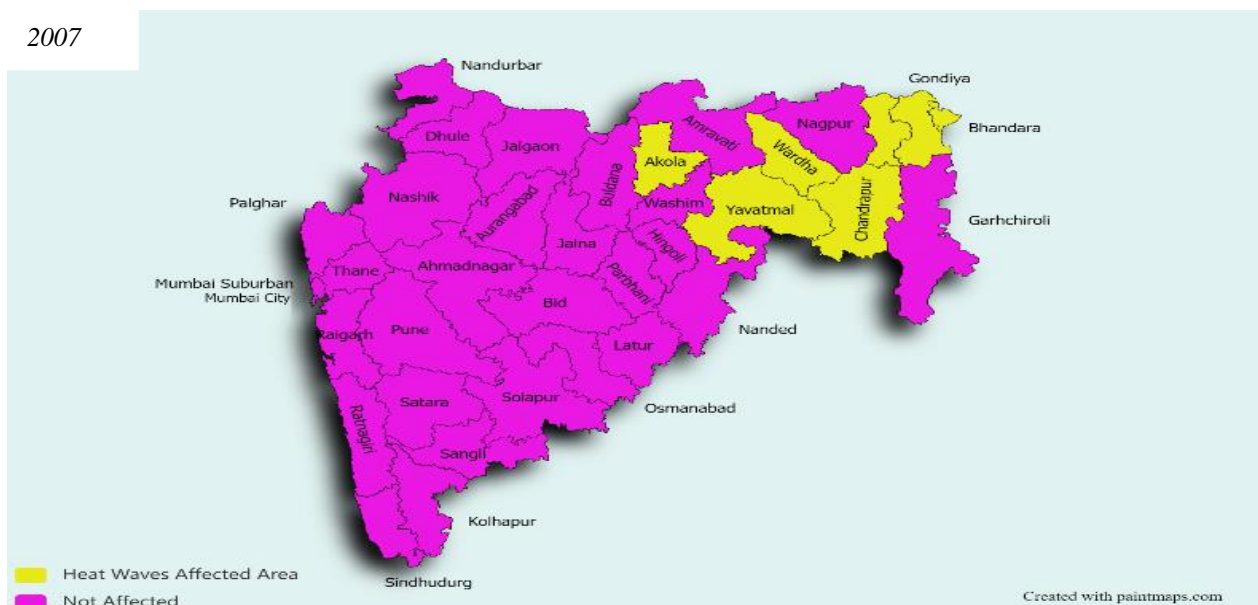 2007
Nandurbar
Gondiya
Dhule
Jalgaon
Amravati
Nagpur
Bhandara
Akola
Wardha
Buldana
Nashik
Aurangabad
Washim
Yavatmal
Chandrapur
Palghar
Garhchiroli
Jalna
Hingoli
Thane
Ahmadnagar
Parbhani
Mumbai Suburban
Mumbai City
Bid
Raigarh
Pune
Nanded
Latur
Satara
Solapur
Osmanabad
Ratnagiri
Sangli
Kolhapur
Heat Waves Affected Area
Sindhudurg
Not Affected
Created with paintmaps.com